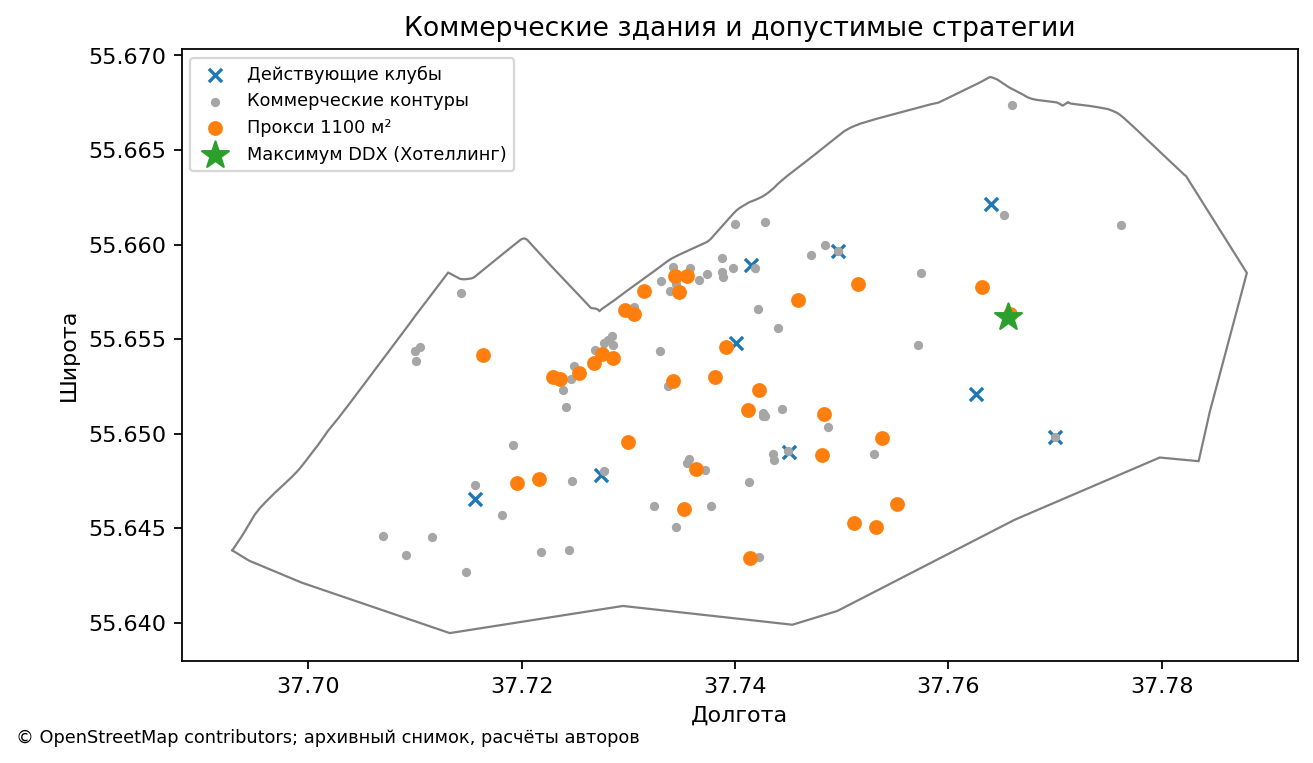 Коммерческие здания и допустимые стратегии
55.670
55.665
55.660
55.655
55.650
55.645
55.640
Широта
Действующие клубы
Коммерческие контуры
Прокси 1100 м²
Максимум DDX (Хотеллинг)
37.70 37.72 37.74 37.76 37.78
Долгота
© OpenStreetMap contributors; архивный снимок, расчёты авторов